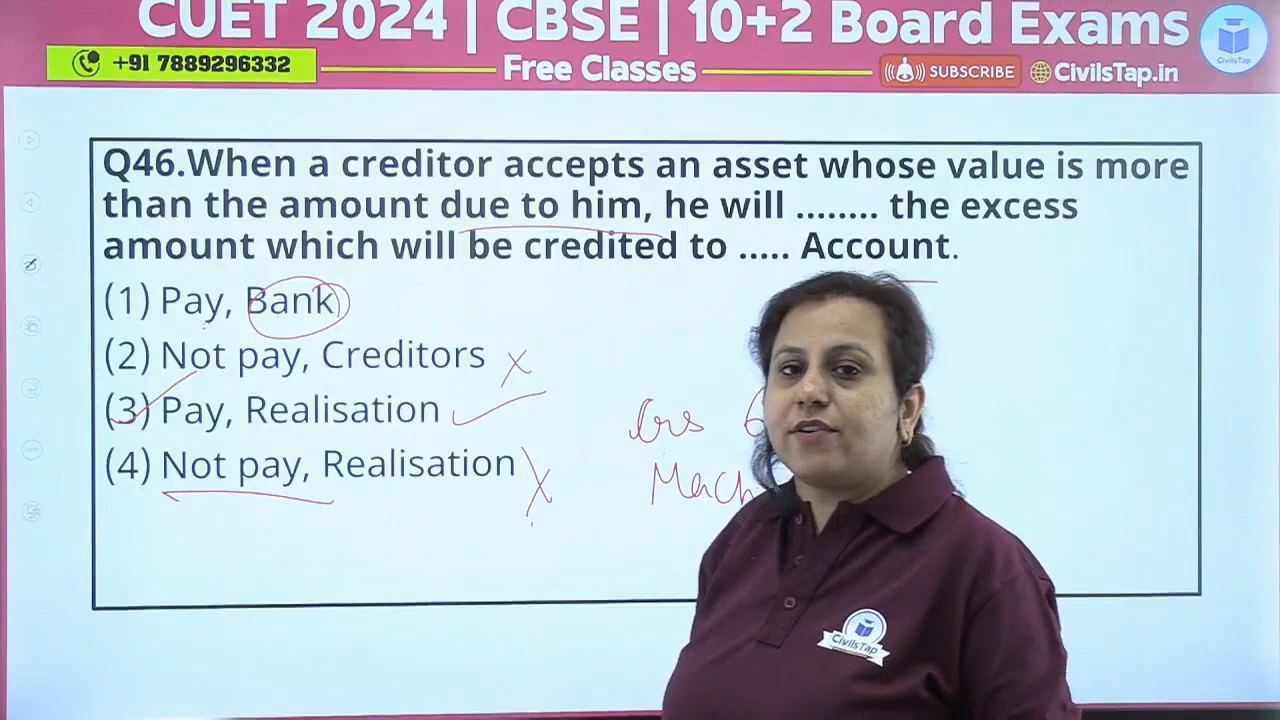 CUET 2024 | CBSE | 10+2 Board Exams
+91 7889296332
Free Classes
SUBSCRIBE
CivilsTap.in
CivilsTap
Q46.When a creditor accepts an asset whose value is more
than the amount due to him, he will ........ the excess
amount which will be credited to ..... Account.
(1) Pay, Bank
(2) Not pay, Creditors
(3) Pay, Realisation
(4) Not pay, Realisation
Mach
CivilsTap